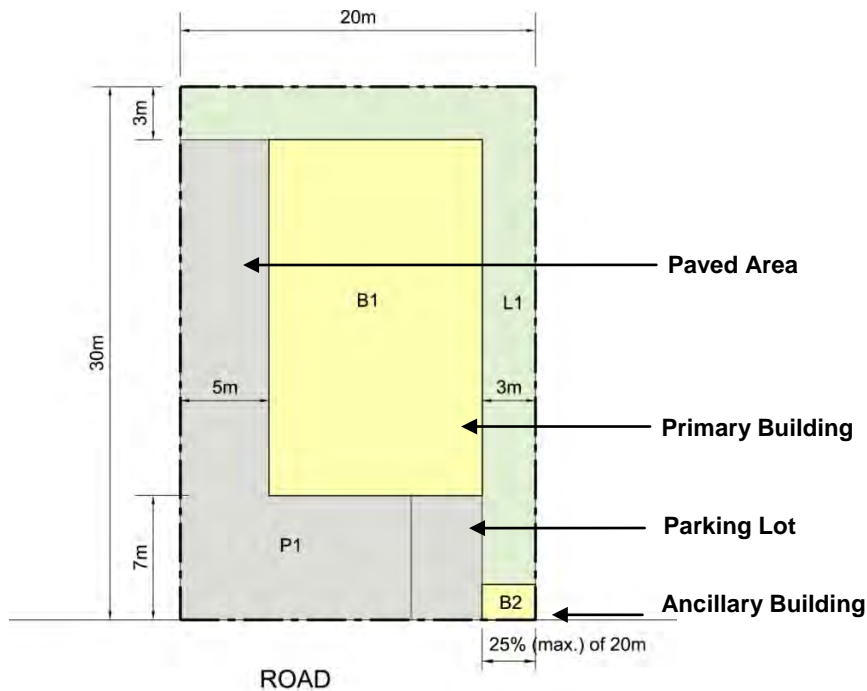 20m
3m
Paved Area
B1
L1
30m
5m
3m
Primary Building
Parking Lot
7m
P1
Ancillary Building
B2
25% (max.) of 20m
ROAD